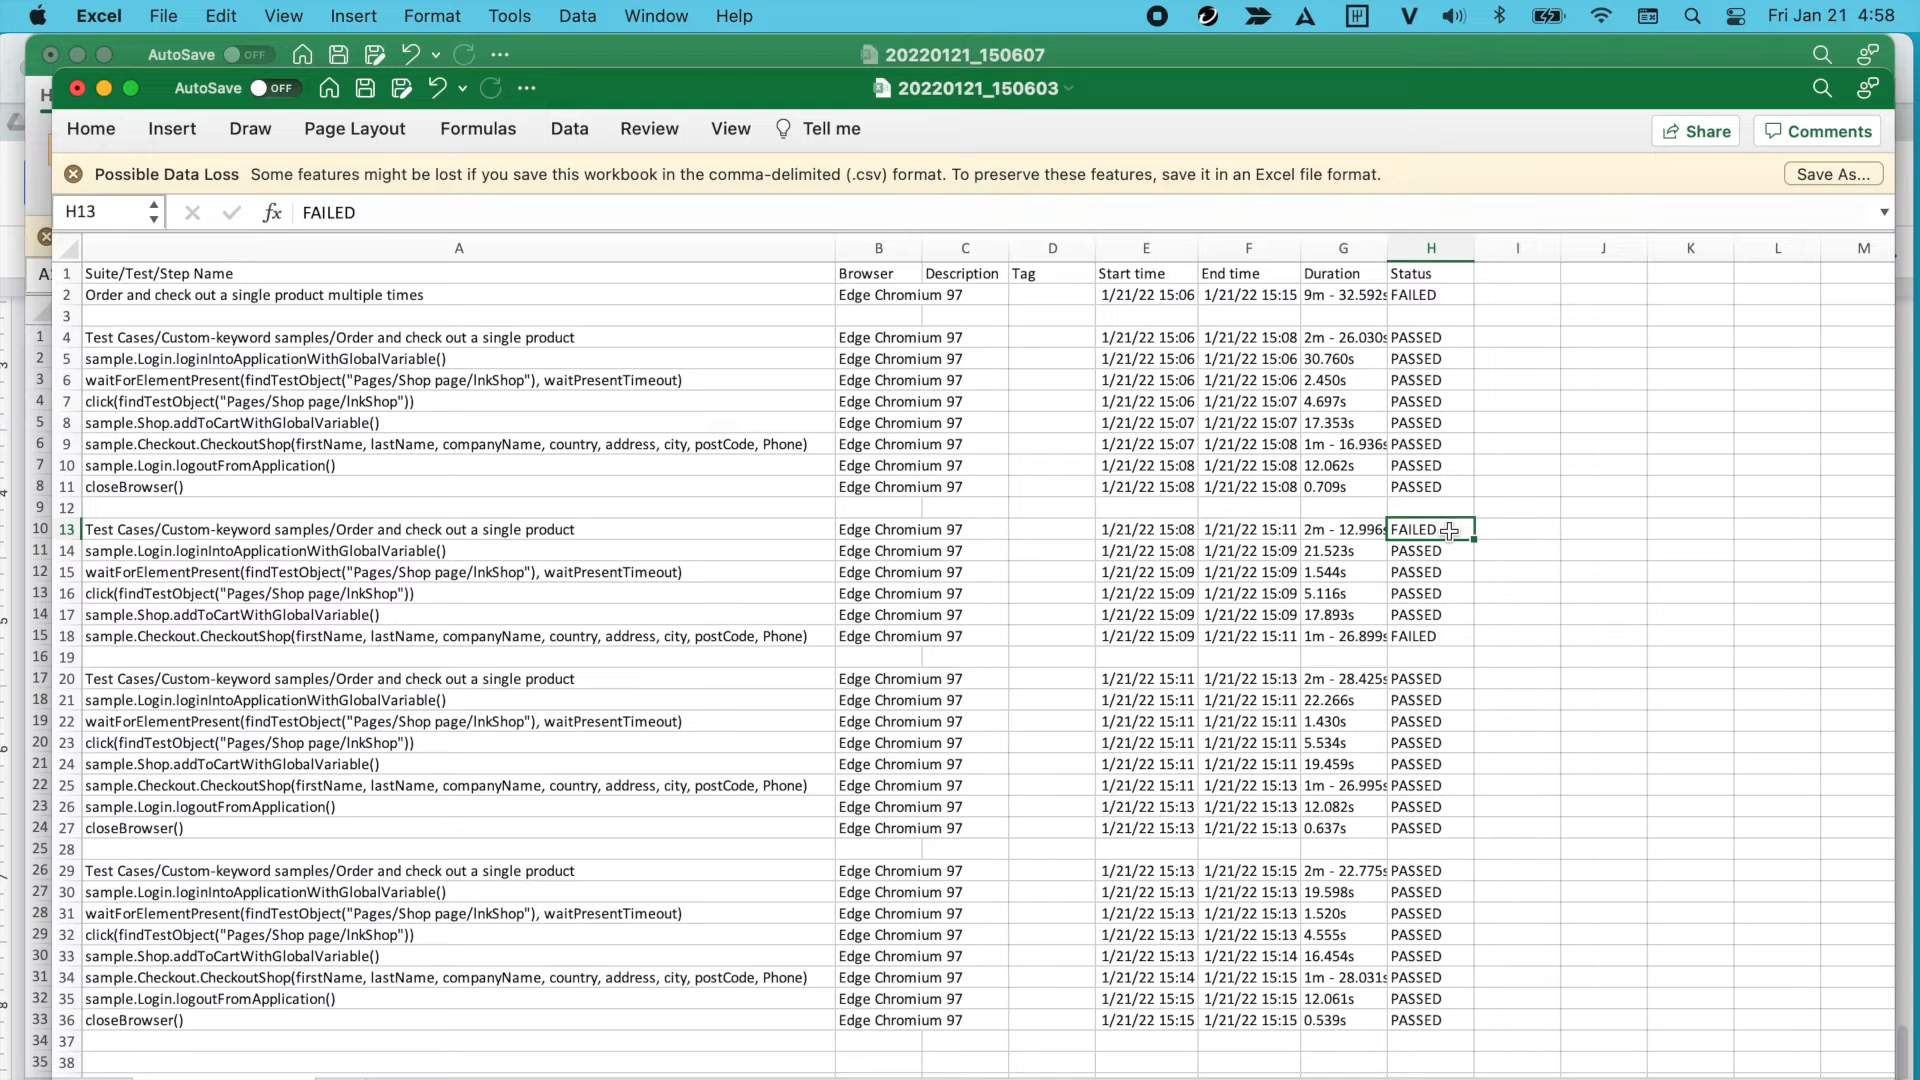 Excel File Edit View Insert Format Tools Data Window Help Fri Jan 21 4:58
AutoSave OFF 20220121_150607
AutoSave OFF 20220121_150603
Home Insert Draw Page Layout Formulas Data Review View Tell me Share Comments
Possible Data Loss Some features might be lost if you save this workbook in the comma-delimited (.csv) format. To preserve these features, save it in an Excel file format. Save As...
H13 fx FAILED
A B C D E F G H I J K L M
1 Suite/Test/Step Name Browser Description Tag Start time End time Duration Status
2 Order and check out a single product multiple times Edge Chromium 97 1/21/22 15:06 1/21/22 15:15 9m - 32.592s FAILED
3
1 4 Test Cases/Custom-keyword samples/Order and check out a single product Edge Chromium 97 1/21/22 15:06 1/21/22 15:08 2m - 26.030s PASSED
2 5 sample.Login.loginIntoApplicationWithGlobalVariable() Edge Chromium 97 1/21/22 15:06 1/21/22 15:06 30.760s PASSED
3 6 waitForElementPresent(findTestObject("Pages/Shop page/lnkShop"), waitPresentTimeout) Edge Chromium 97 1/21/22 15:06 1/21/22 15:06 2.450s PASSED
4 7 click(findTestObject("Pages/Shop page/lnkShop")) Edge Chromium 97 1/21/22 15:06 1/21/22 15:07 4.697s PASSED
5 8 sample.Shop.addToCartWithGlobalVariable() Edge Chromium 97 1/21/22 15:07 1/21/22 15:07 17.353s PASSED
6 9 sample.Checkout.CheckoutShop(firstName, lastName, companyName, country, address, city, postCode, Phone) Edge Chromium 97 1/21/22 15:07 1/21/22 15:08 1m - 16.936s PASSED
7 10 sample.Login.logoutFromApplication() Edge Chromium 97 1/21/22 15:08 1/21/22 15:08 12.062s PASSED
8 11 closeBrowser() Edge Chromium 97 1/21/22 15:08 1/21/22 15:08 0.709s PASSED
9 12
10 13 Test Cases/Custom-keyword samples/Order and check out a single product Edge Chromium 97 1/21/22 15:08 1/21/22 15:11 2m - 12.996s FAILED
11 14 sample.Login.loginIntoApplicationWithGlobalVariable() Edge Chromium 97 1/21/22 15:08 1/21/22 15:09 21.523s PASSED
12 15 waitForElementPresent(findTestObject("Pages/Shop page/lnkShop"), waitPresentTimeout) Edge Chromium 97 1/21/22 15:09 1/21/22 15:09 1.544s PASSED
13 16 click(findTestObject("Pages/Shop page/lnkShop")) Edge Chromium 97 1/21/22 15:09 1/21/22 15:09 5.116s PASSED
14 17 sample.Shop.addToCartWithGlobalVariable() Edge Chromium 97 1/21/22 15:09 1/21/22 15:09 17.893s PASSED
15 18 sample.Checkout.CheckoutShop(firstName, lastName, companyName, country, address, city, postCode, Phone) Edge Chromium 97 1/21/22 15:09 1/21/22 15:11 1m - 26.899s FAILED
16 19
17 20 Test Cases/Custom-keyword samples/Order and check out a single product Edge Chromium 97 1/21/22 15:11 1/21/22 15:13 2m - 28.425s PASSED
18 21 sample.Login.loginIntoApplicationWithGlobalVariable() Edge Chromium 97 1/21/22 15:11 1/21/22 15:11 22.266s PASSED
19 22 waitForElementPresent(findTestObject("Pages/Shop page/lnkShop"), waitPresentTimeout) Edge Chromium 97 1/21/22 15:11 1/21/22 15:11 1.430s PASSED
20 23 click(findTestObject("Pages/Shop page/lnkShop")) Edge Chromium 97 1/21/22 15:11 1/21/22 15:11 5.534s PASSED
21 24 sample.Shop.addToCartWithGlobalVariable() Edge Chromium 97 1/21/22 15:11 1/21/22 15:11 19.459s PASSED
22 25 sample.Checkout.CheckoutShop(firstName, lastName, companyName, country, address, city, postCode, Phone) Edge Chromium 97 1/21/22 15:11 1/21/22 15:13 1m - 26.995s PASSED
23 26 sample.Login.logoutFromApplication() Edge Chromium 97 1/21/22 15:13 1/21/22 15:13 12.082s PASSED
24 27 closeBrowser() Edge Chromium 97 1/21/22 15:13 1/21/22 15:13 0.637s PASSED
25 28
26 29 Test Cases/Custom-keyword samples/Order and check out a single product Edge Chromium 97 1/21/22 15:13 1/21/22 15:15 2m - 22.775s PASSED
27 30 sample.Login.loginIntoApplicationWithGlobalVariable() Edge Chromium 97 1/21/22 15:13 1/21/22 15:13 19.598s PASSED
28 31 waitForElementPresent(findTestObject("Pages/Shop page/lnkShop"), waitPresentTimeout) Edge Chromium 97 1/21/22 15:13 1/21/22 15:13 1.520s PASSED
29 32 click(findTestObject("Pages/Shop page/lnkShop")) Edge Chromium 97 1/21/22 15:13 1/21/22 15:13 4.555s PASSED
30 33 sample.Shop.addToCartWithGlobalVariable() Edge Chromium 97 1/21/22 15:13 1/21/22 15:14 16.454s PASSED
31 34 sample.Checkout.CheckoutShop(firstName, lastName, companyName, country, address, city, postCode, Phone) Edge Chromium 97 1/21/22 15:14 1/21/22 15:15 1m - 28.031s PASSED
32 35 sample.Login.logoutFromApplication() Edge Chromium 97 1/21/22 15:15 1/21/22 15:15 12.061s PASSED
33 36 closeBrowser() Edge Chromium 97 1/21/22 15:15 1/21/22 15:15 0.539s PASSED
34 37
35 38